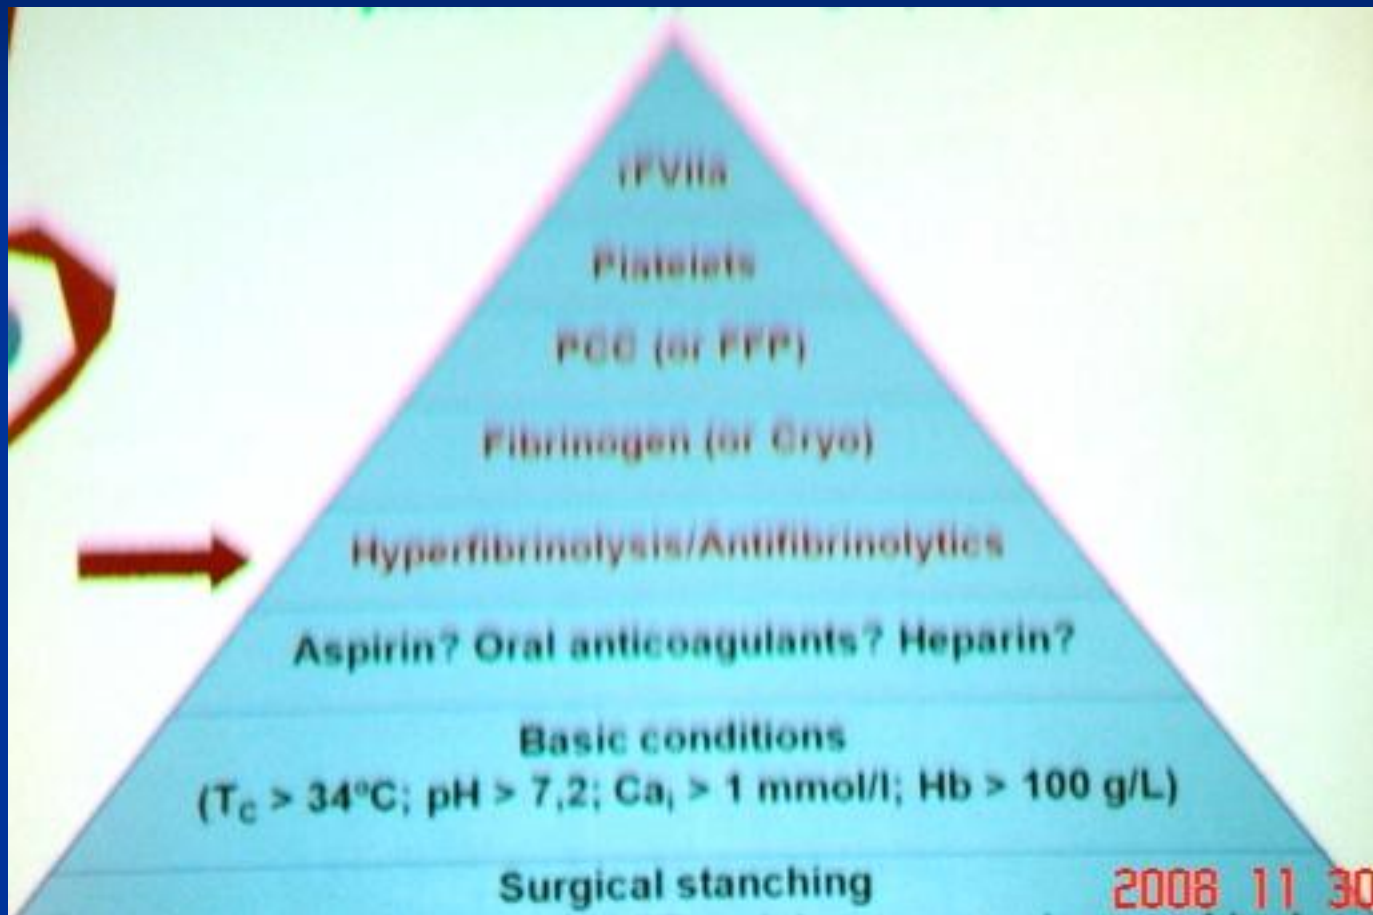 rFVIIa
Platelets
PCC (or FFP)
Fibrinogen (or Cryo)
Hyperfibrinolysis/Antifibrinolytics
Aspirin? Oral anticoagulants? Heparin?
Basic conditions
(Tc > 34°C; pH > 7,2; Cai > 1 mmol/l; Hb > 100 g/L)
Surgical stanching
2008 11 30